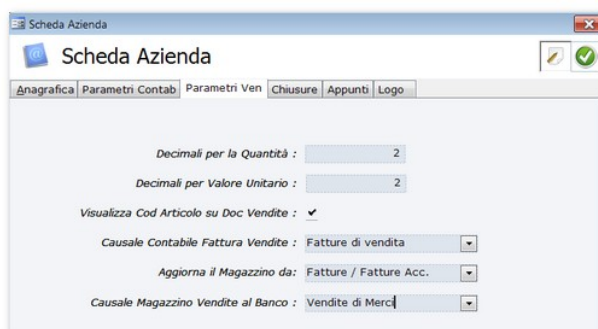 Scheda Azienda
Scheda Azienda
Anagrafica Parametri Contab Parametri Ven Chiusure Appunti Logo
Decimali per la Quantità : 2
Decimali per Valore Unitario : 2
Visualizza Cod Articolo su Doc Vendite : ✔
Causale Contabile Fattura Vendite : Fatture di vendita
Aggiorna il Magazzino da: Fatture / Fatture Acc.
Causale Magazzino Vendite al Banco : Vendite di Merci